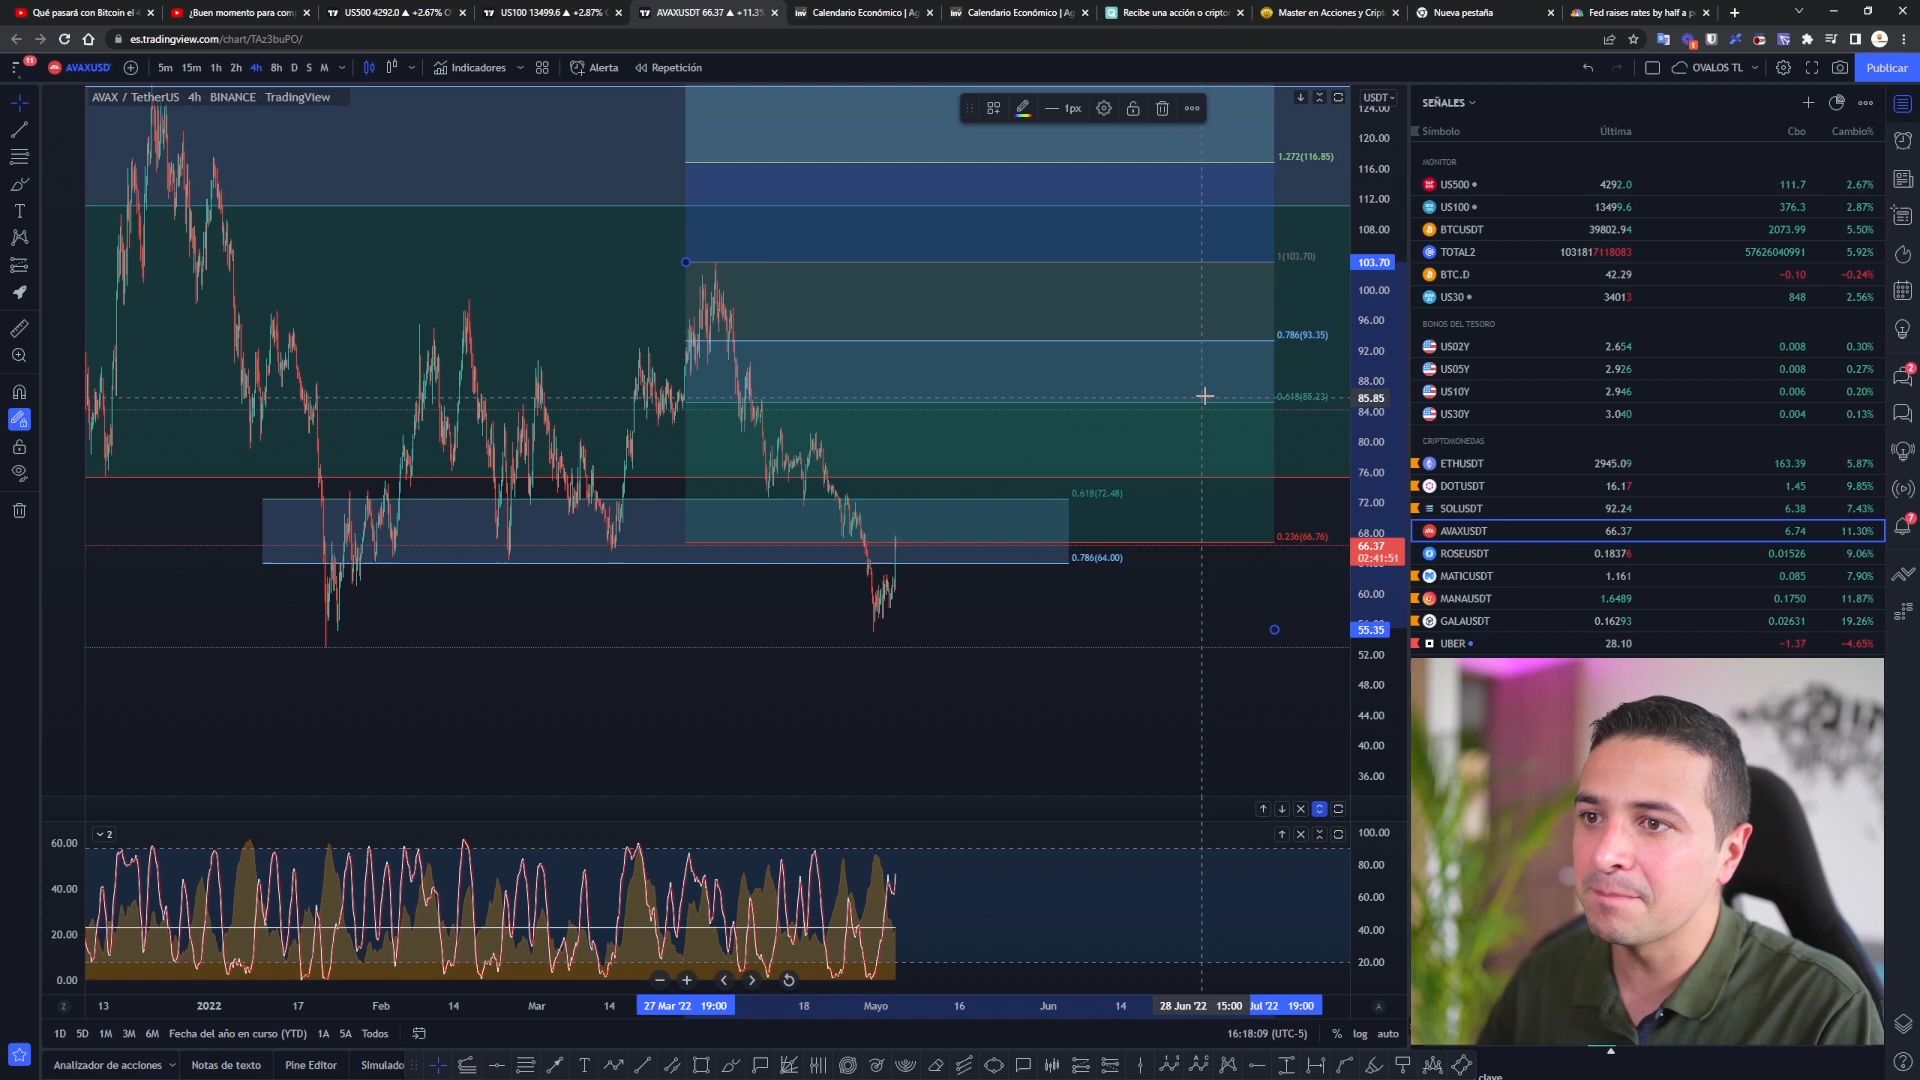 Qué pasará con Bitcoin el 4
¿Buen momento para com
US500 4292.0 ▲ +2.67%
US100 13499.6 ▲ +2.87%
AVAXUSDT 66.37 ▲ +11.3
Calendario Económico | Ag
Calendario Económico | Ag
Recibe una acción o cripto
Master en Acciones y Cript
Nueva pestaña
Fed raises rates by half a p
es.tradingview.com/chart/TAz3buPO/
11
AVAXUSD
5m 15m 1h 2h 4h 8h D S M
Indicadores
Alerta
Repetición
OVALOS TL
Publicar
AVAX / TetherUS 4h BINANCE TradingView
1px
USDT
124.00
120.00
116.00
112.00
108.00
103.70
100.00
96.00
92.00
88.00
85.85
84.00
80.00
76.00
72.00
68.00
66.37
02:41:51
60.00
55.35
52.00
48.00
44.00
40.00
36.00
1.272(116.85)
1(103.70)
0.786(93.35)
0.618(85.23)
0.618(72.48)
0.236(66.76)
0.786(64.00)
2
60.00
40.00
20.00
0.00
100.00
80.00
60.00
40.00
20.00
13 2022 17 Feb 14 Mar 14 27 Mar '22 19:00 18 Mayo 16 Jun 14 28 Jun '22 15:00 Jul '22 19:00
Z
A
1D 5D 1M 3M 6M Fecha del año en curso (YTD) 1A 5A Todos
16:18:09 (UTC-5) % log auto
Analizador de acciones Notas de texto Pine Editor Simulado
SEÑALES
Símbolo Última Cbo Cambio%
MONITOR
US500 4292.0 111.7 2.67%
US100 13499.6 376.3 2.87%
BTCUSDT 39802.94 2073.99 5.50%
TOTAL2 1031817118083 57626040991 5.92%
BTC.D 42.29 −0.10 −0.24%
US30 34013 848 2.56%
BONOS DEL TESORO
US02Y 2.654 0.008 0.30%
US05Y 2.926 0.008 0.27%
US10Y 2.946 0.006 0.20%
US30Y 3.040 0.004 0.13%
CRIPTOMONEDAS
ETHUSDT 2945.09 163.39 5.87%
DOTUSDT 16.17 1.45 9.85%
SOLUSDT 92.24 6.38 7.43%
AVAXUSDT 66.37 6.74 11.30%
ROSEUSDT 0.18376 0.01526 9.06%
MATICUSDT 1.161 0.085 7.90%
MANAUSDT 1.6489 0.1750 11.87%
GALAUSDT 0.16293 0.02631 19.26%
UBER 28.10 −1.37 −4.65%
2
7
clave